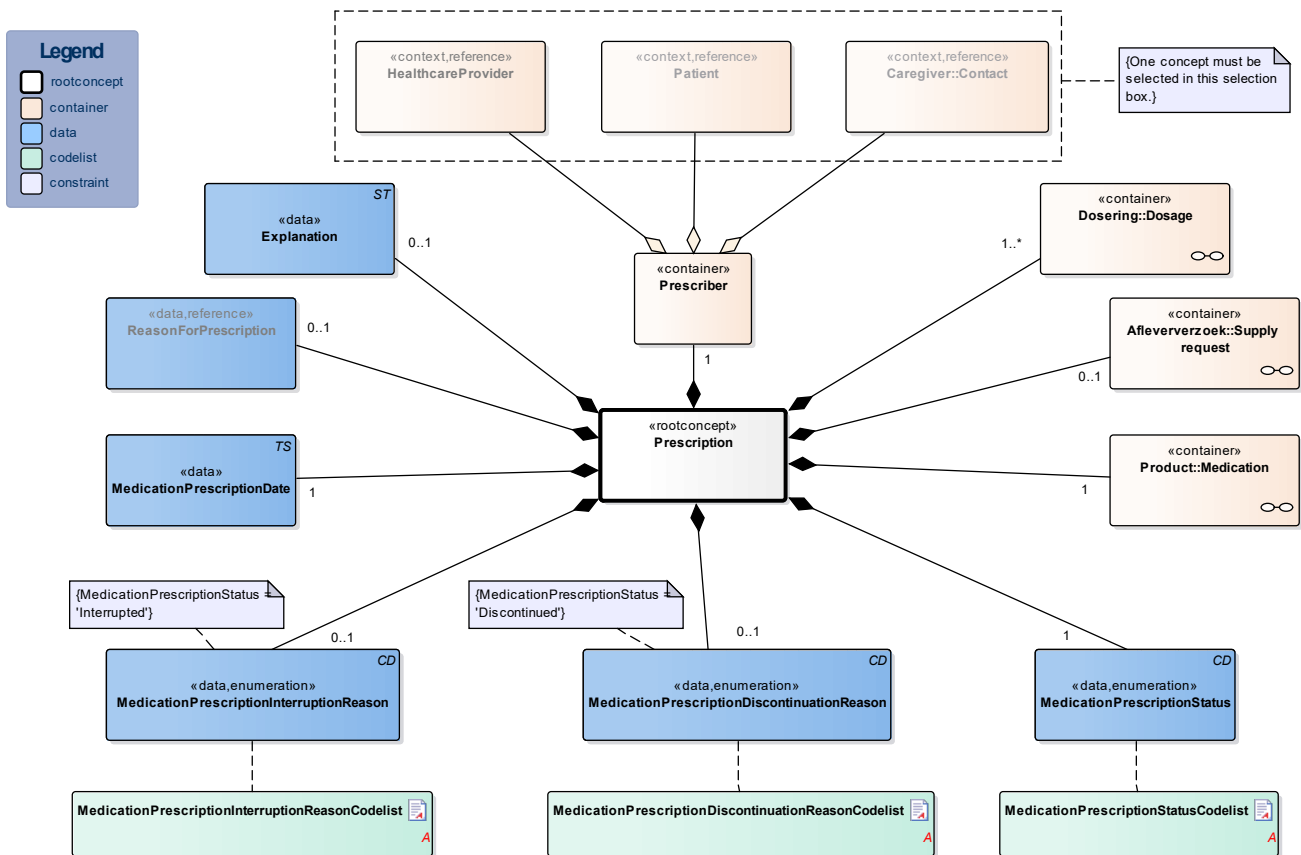 Legend
rootconcept
container
data
codelist
constraint
«context,reference»
HealthcareProvider
«context,reference»
Patient
«context,reference»
Caregiver::Contact
{One concept must be
selected in this selection
box.}
ST
«data»
Explanation
0..1
«container»
Prescriber
1
«container»
Dosering::Dosage
1..*
«data,reference»
ReasonForPrescription
0..1
«container»
Afleververzoek::Supply
request
0..1
«rootconcept»
Prescription
TS
«data»
MedicationPrescriptionDate
1
«container»
Product::Medication
1
{MedicationPrescriptionStatus =
'Interrupted'}
{MedicationPrescriptionStatus =
'Discontinued'}
0..1
0..1
1
CD
«data,enumeration»
MedicationPrescriptionInterruptionReason
CD
«data,enumeration»
MedicationPrescriptionDiscontinuationReason
CD
«data,enumeration»
MedicationPrescriptionStatus
MedicationPrescriptionInterruptionReasonCodelist
A
MedicationPrescriptionDiscontinuationReasonCodelist
A
MedicationPrescriptionStatusCodelist
A